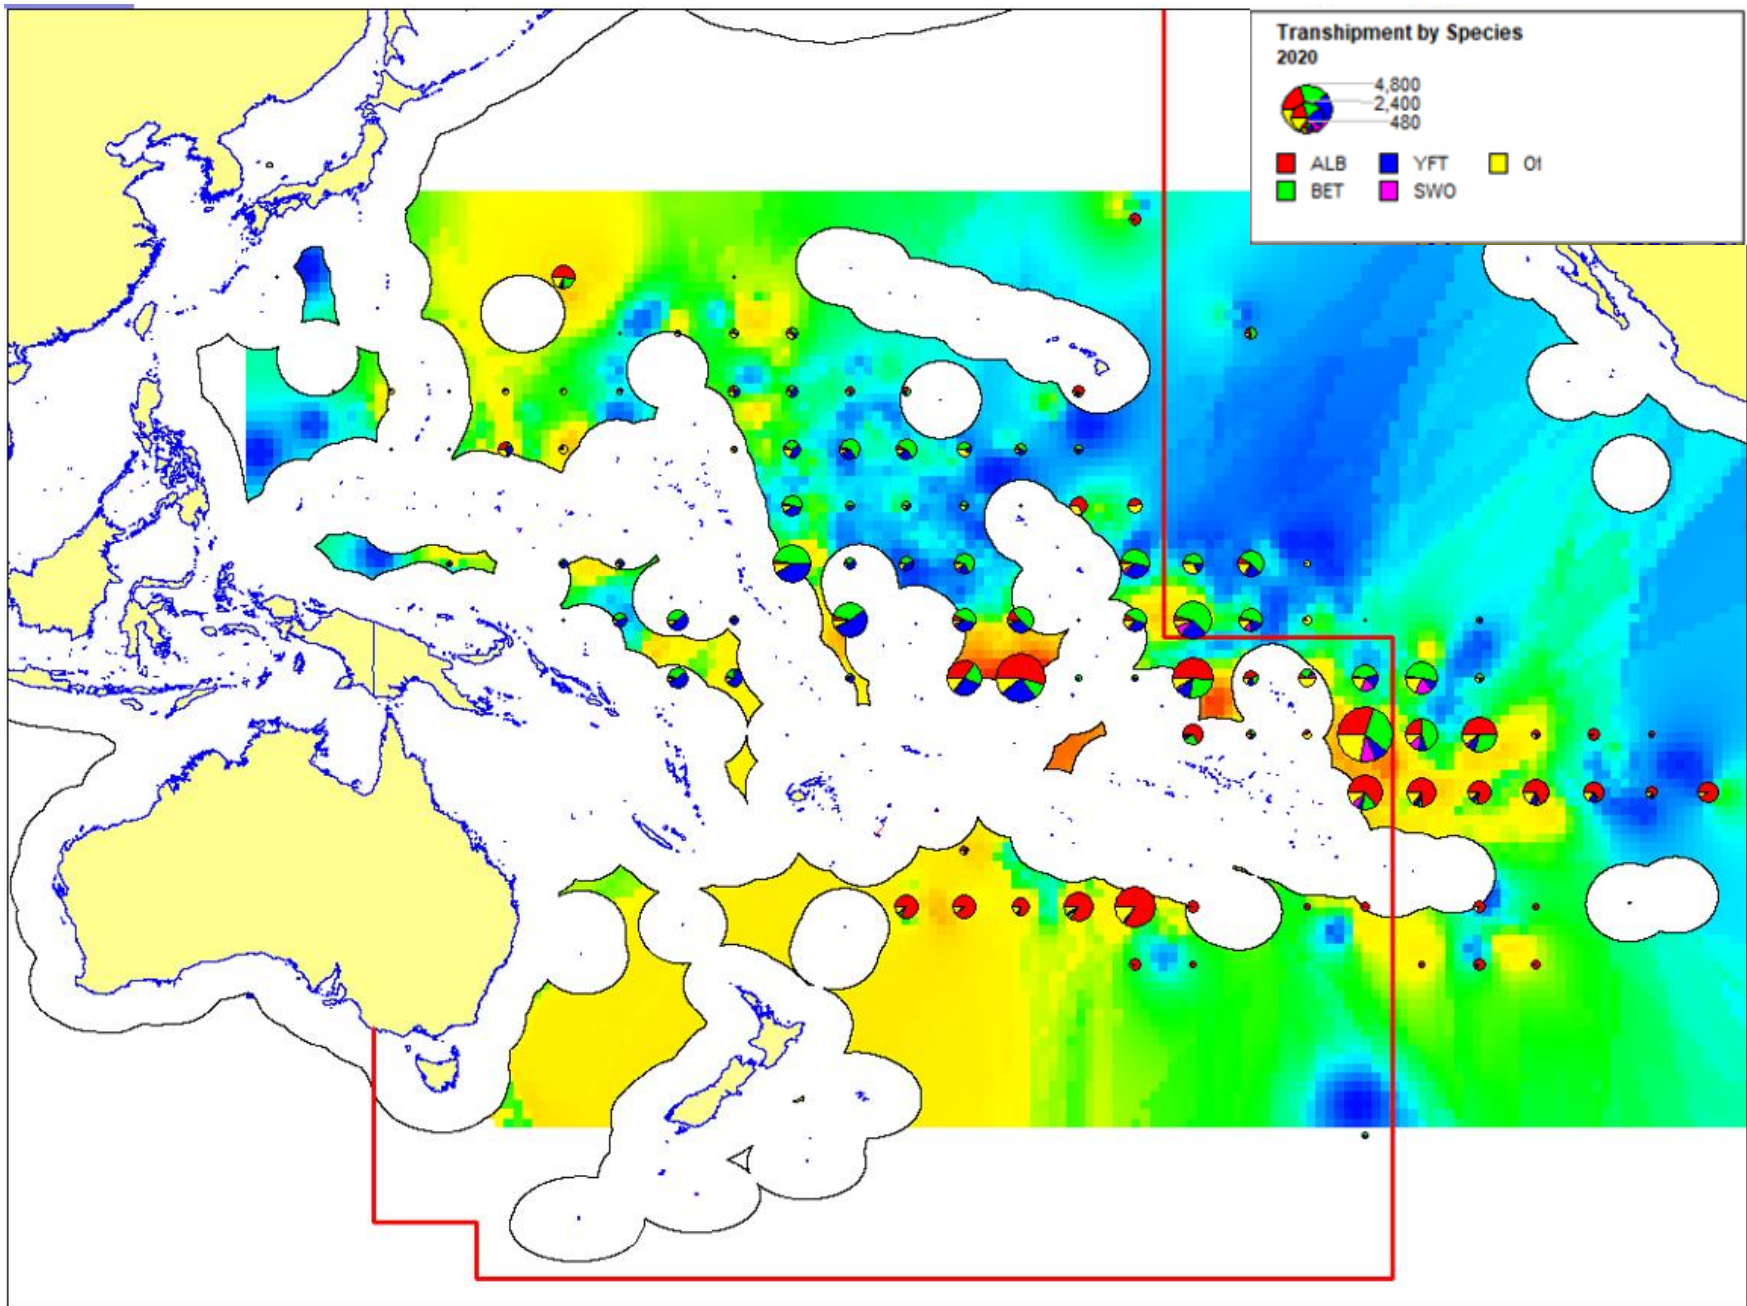 Transhipment by Species
2020
4,800
2,400
480
ALB YFT Ot
BET SWO